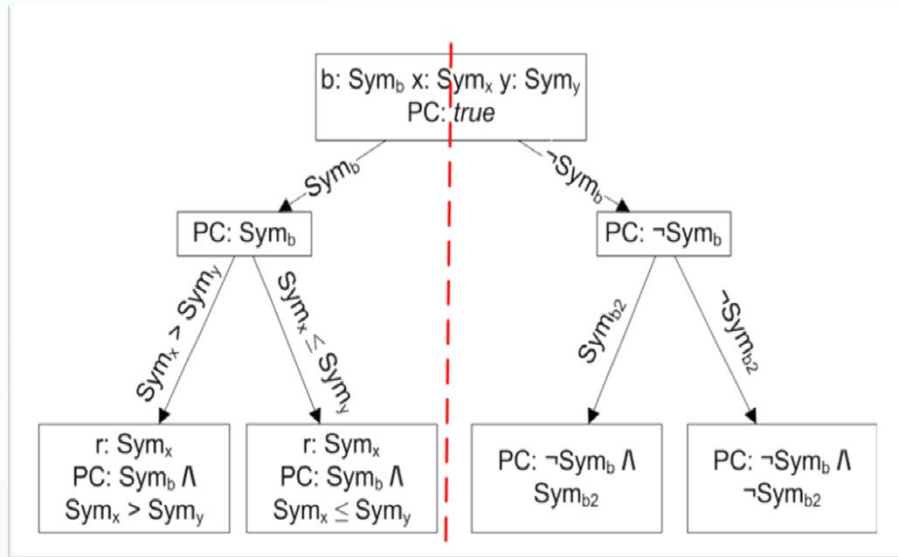 b: Sym_b x: Sym_x y: Sym_y
PC: true
Sym_b
¬Sym_b
PC: Sym_b
PC: ¬Sym_b
Sym_x > Sym_y
Sym_x ≤ Sym_y
Sym_b2
¬Sym_b2
r: Sym_x
PC: Sym_b Λ
Sym_x > Sym_y
r: Sym_x
PC: Sym_b Λ
Sym_x ≤ Sym_y
PC: ¬Sym_b Λ
Sym_b2
PC: ¬Sym_b Λ
¬Sym_b2